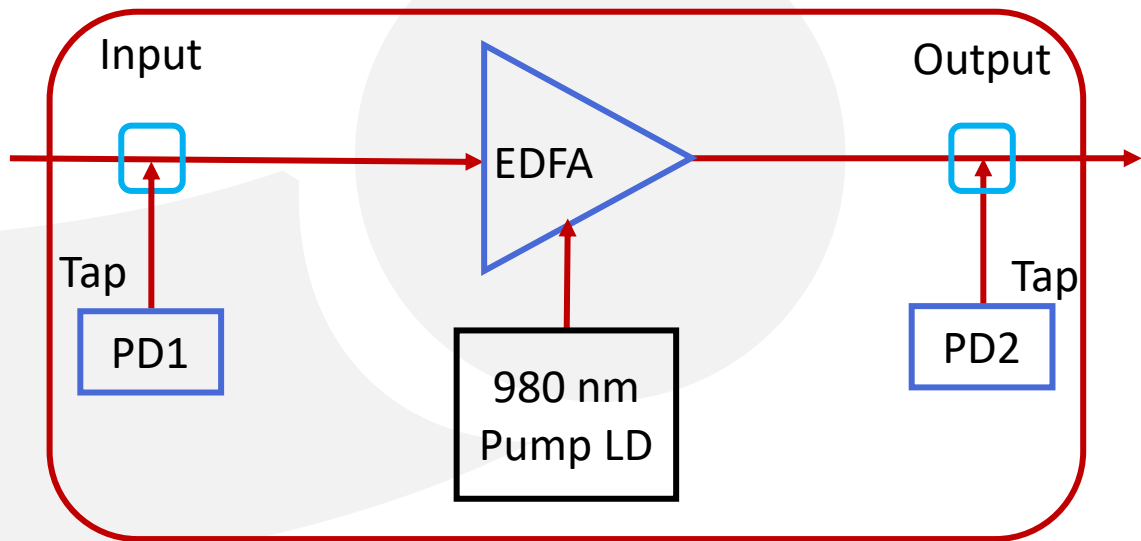 Input
Output
EDFA
Tap
Tap
PD1
PD2
980 nm
Pump LD